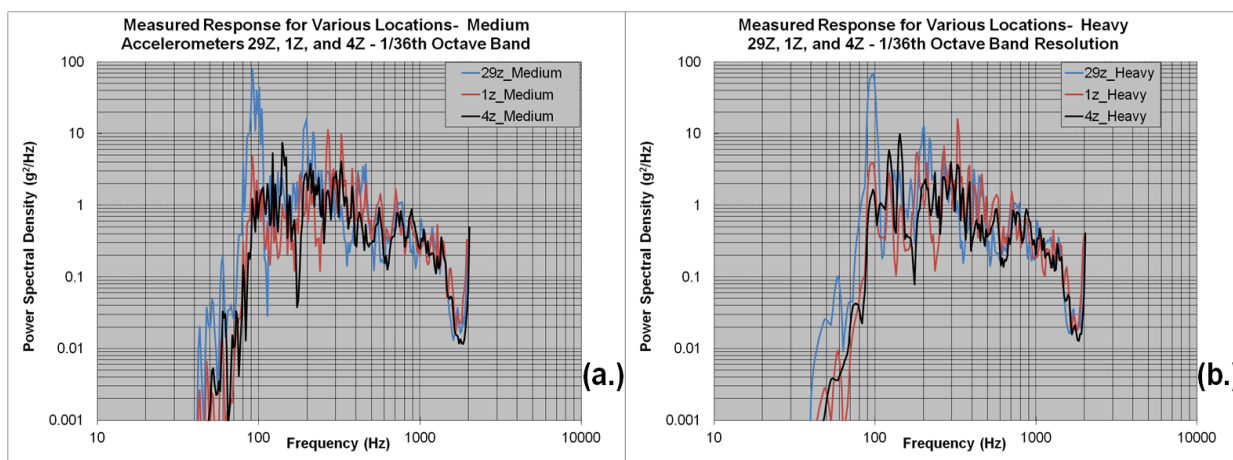 Measured Response for Various Locations- Medium
Accelerometers 29Z, 1Z, and 4Z - 1/36th Octave Band
100
10
1
0.1
0.01
0.001
Power Spectral Density (g²/Hz)
29z_Medium
1z_Medium
4z_Medium
10
100
1000
10000
Frequency (Hz)
(a.)
Measured Response for Various Locations- Heavy
29Z, 1Z, and 4Z - 1/36th Octave Band Resolution
100
10
1
0.1
0.01
0.001
Power Spectral Density (g²/Hz)
29z_Heavy
1z_Heavy
4z_Heavy
10
100
1000
10000
Frequency (Hz)
(b.)